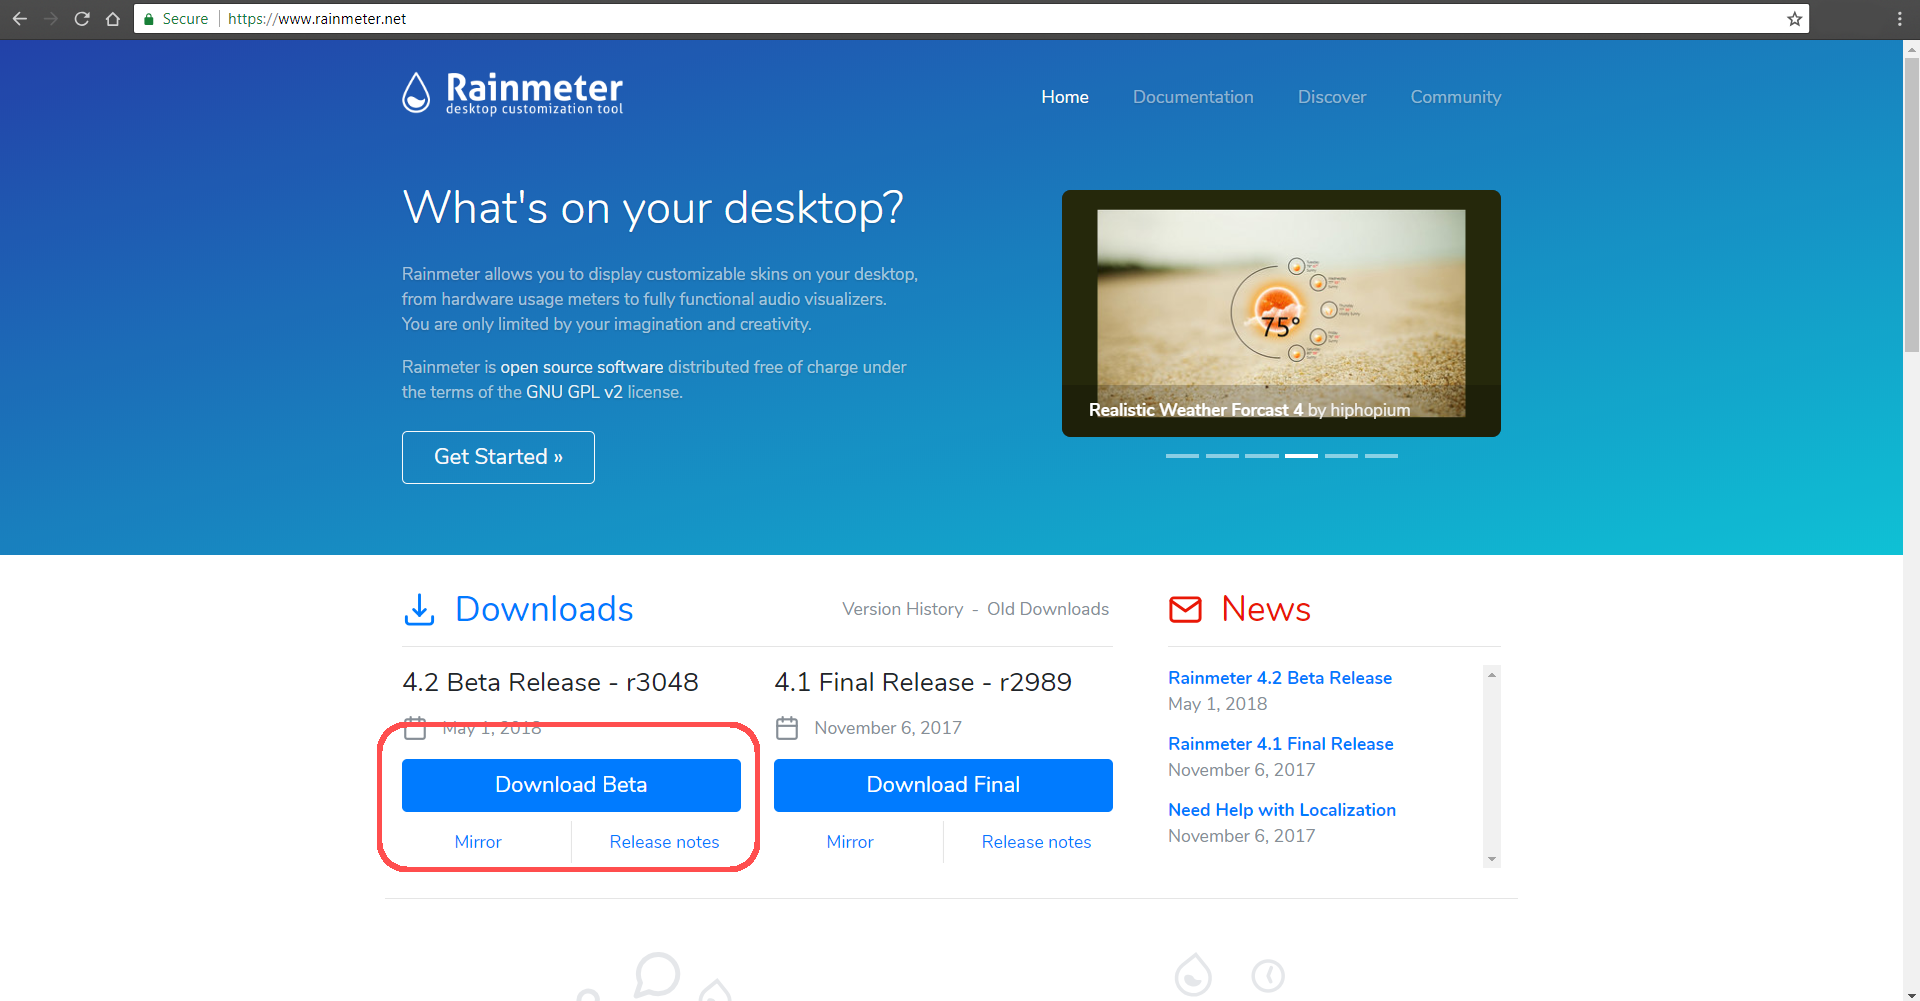 Secure
https://www.rainmeter.net
Rainmeter
desktop customization tool
Home
Documentation
Discover
Community
What's on your desktop?
Rainmeter allows you to display customizable skins on your desktop,
from hardware usage meters to fully functional audio visualizers.
You are only limited by your imagination and creativity.
Rainmeter is open source software distributed free of charge under
the terms of the GNU GPL v2 license.
Get Started »
75°
Realistic Weather Forcast 4 by hiphopium
Downloads
Version History - Old Downloads
4.2 Beta Release - r3048
May 1, 2018
Download Beta
Mirror
Release notes
4.1 Final Release - r2989
November 6, 2017
Download Final
Mirror
Release notes
News
Rainmeter 4.2 Beta Release
May 1, 2018
Rainmeter 4.1 Final Release
November 6, 2017
Need Help with Localization
November 6, 2017